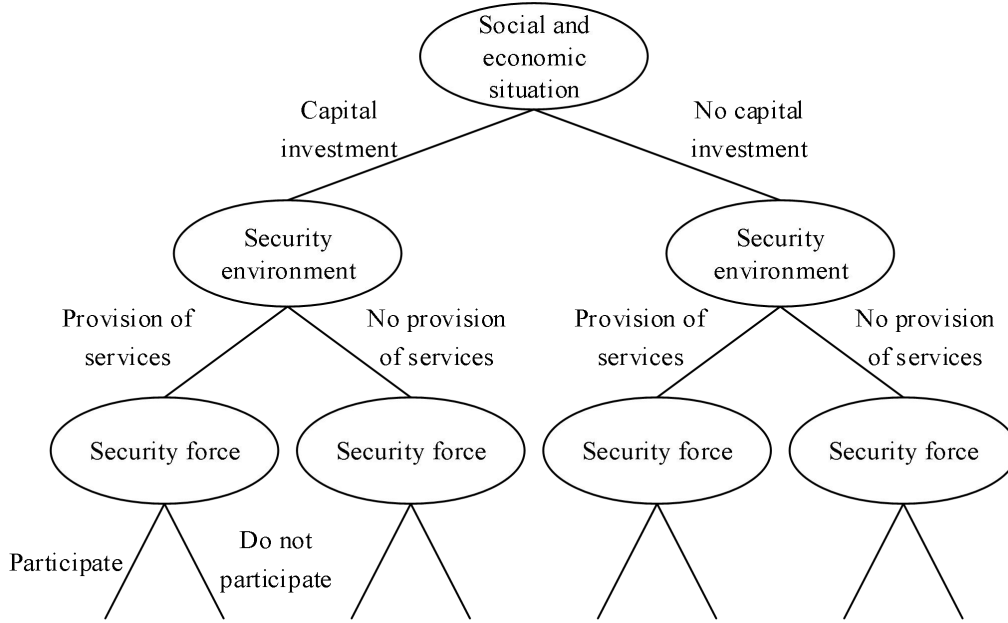 Social and
economic
situation
Capital
investment
No capital
investment
Security
environment
Security
environment
Provision of
services
No provision
of services
Provision of
services
No provision
of services
Security force
Security force
Security force
Security force
Participate
Do not
participate